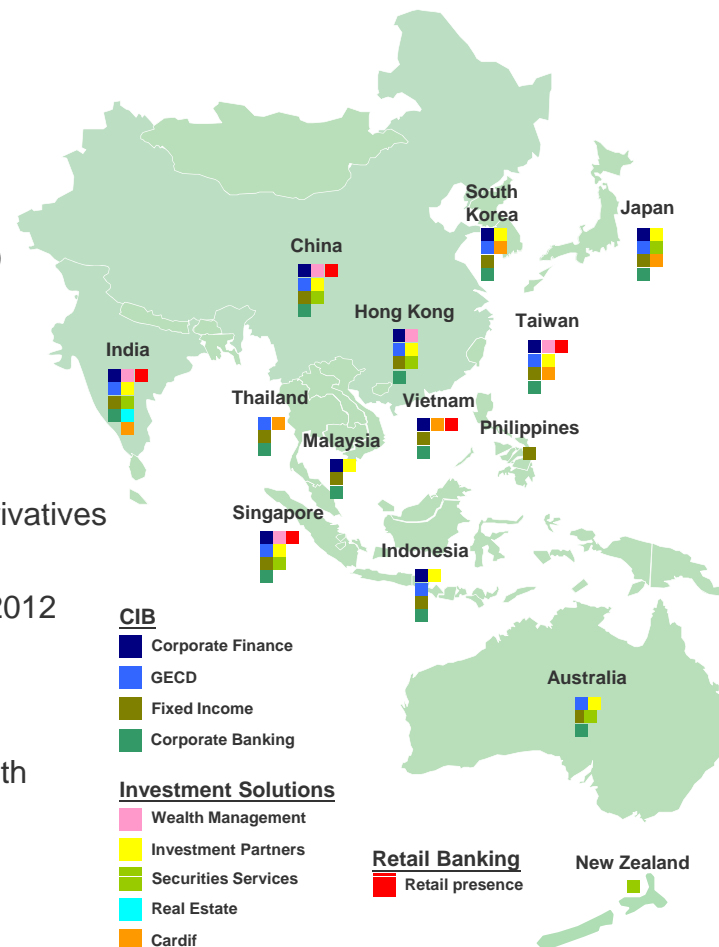 South
Korea
Japan
)
China
Hong Kong
Taiwan
India
Thailand
Vietnam
Philippines
Malaysia
Singapore
Indonesia
Australia
New Zealand
2012
th
CIB
Corporate Finance
GECD
Fixed Income
Corporate Banking
Investment Solutions
Wealth Management
Investment Partners
Securities Services
Real Estate
Cardif
Retail Banking
Retail presence